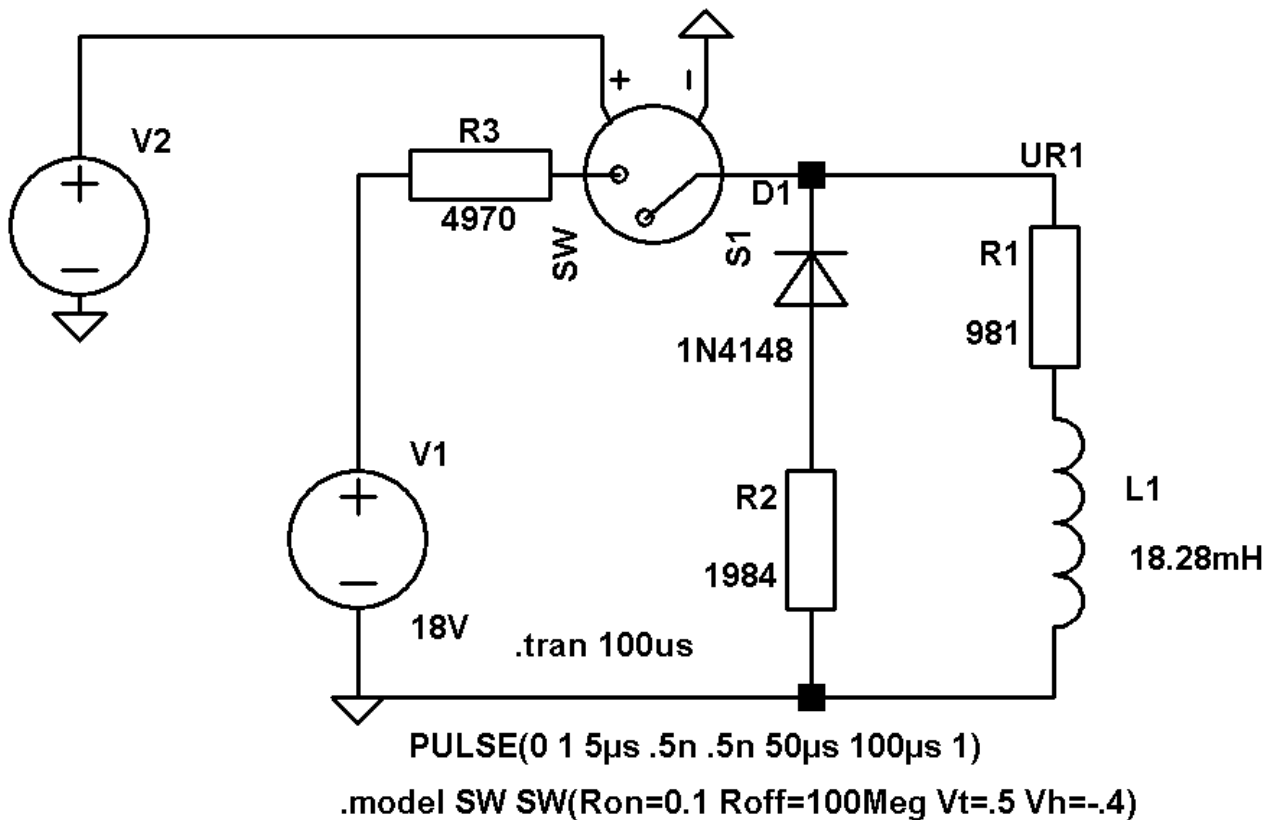 + -
V2
R3
UR1
+
4970
D1
SW
S1
R1
1N4148
981
-
V1
+
R2
L1
1984
18.28mH
-
18V
.tran 100us
PULSE(0 1 5µs .5n .5n 50µs 100µs 1)
.model SW SW(Ron=0.1 Roff=100Meg Vt=.5 Vh=-.4)